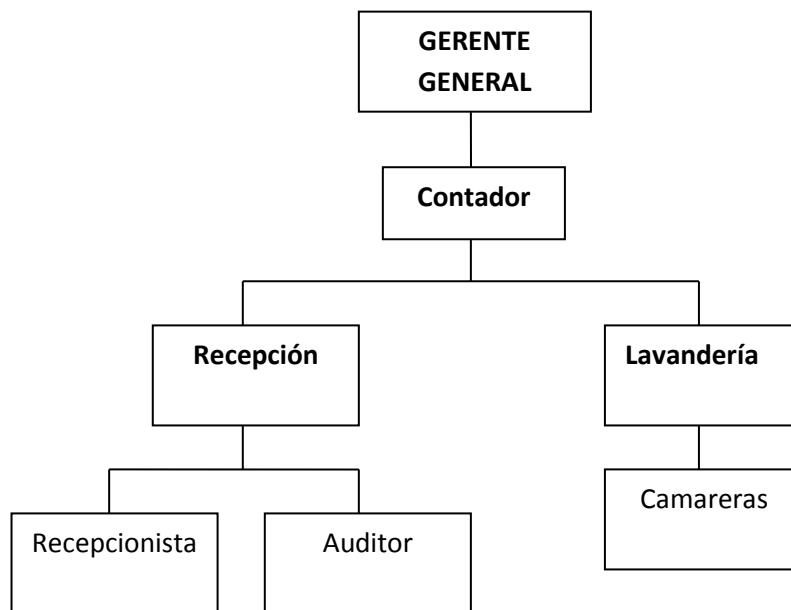 GERENTE
GENERAL
Contador
Recepción
Lavandería
Recepcionista
Auditor
Camareras